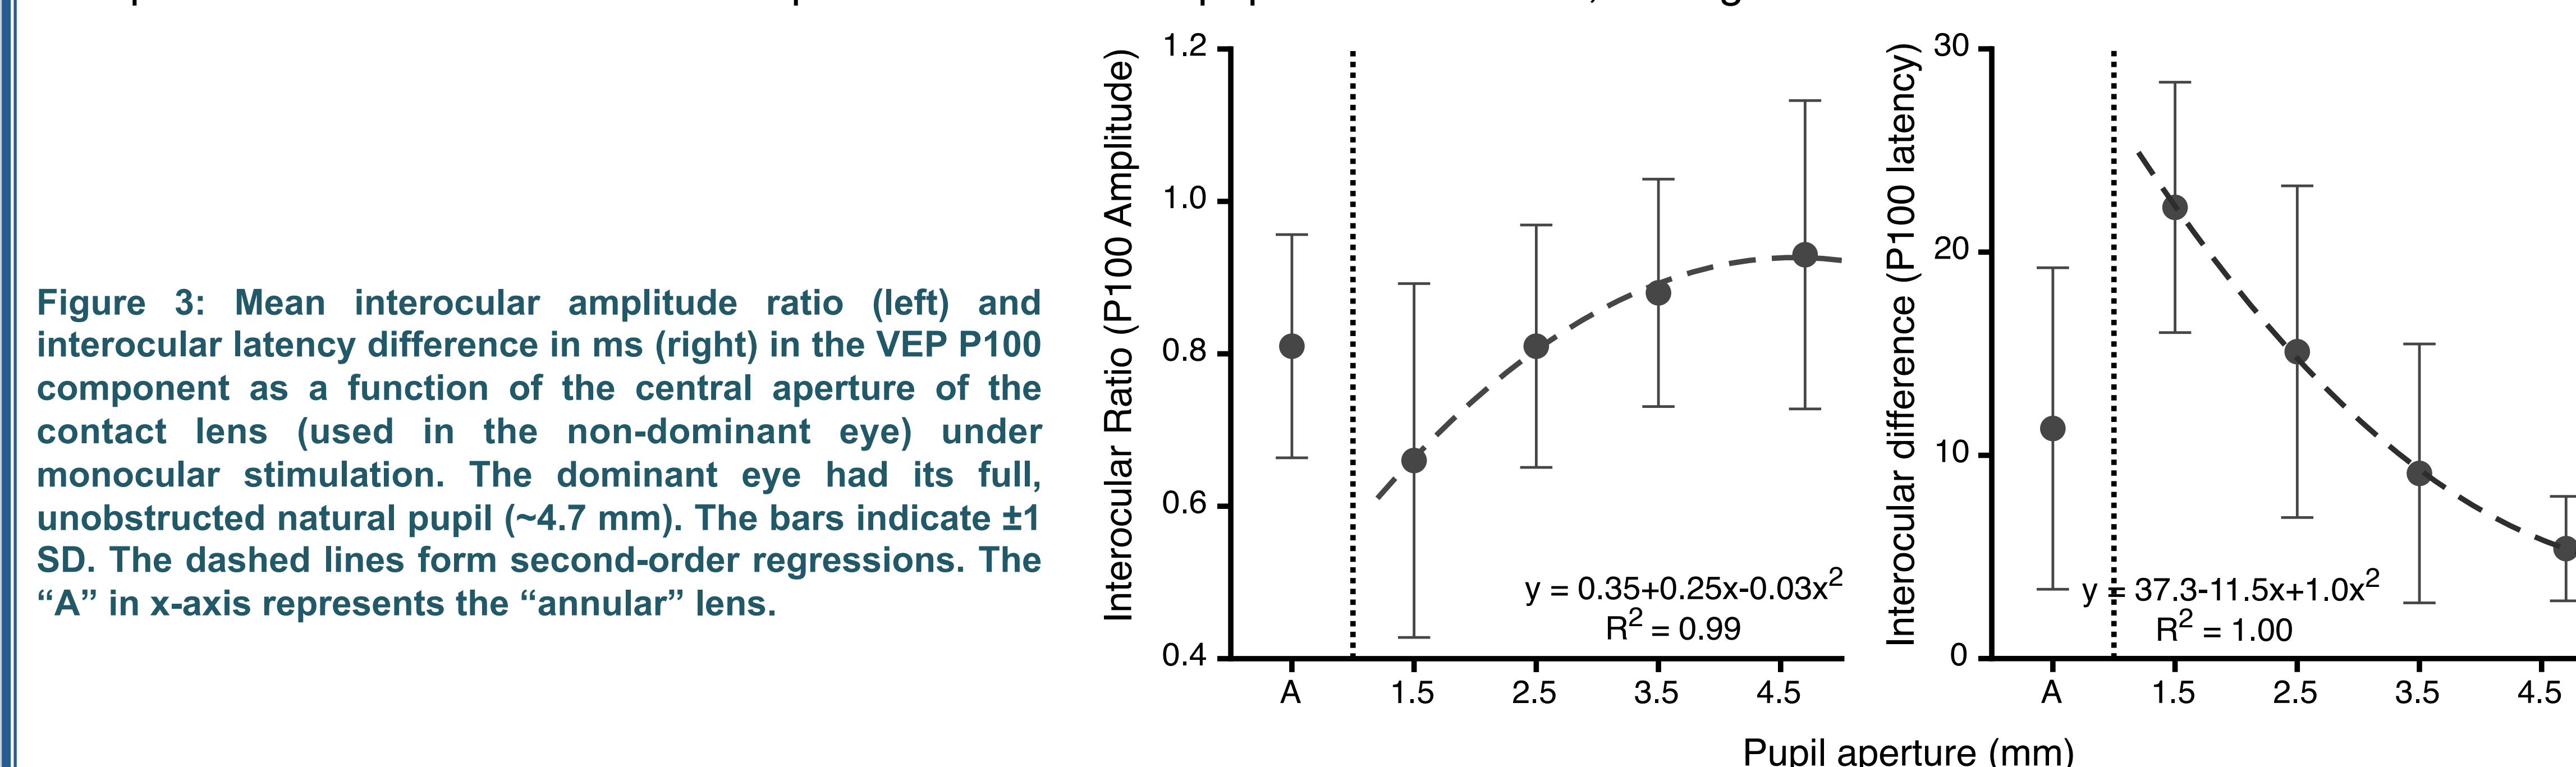 Figure 3: Mean interocular amplitude ratio (left) and
interocular latency difference in ms (right) in the VEP P100
component as a function of the central aperture of the
contact lens (used in the non-dominant eye) under
monocular stimulation. The dominant eye had its full,
unobstructed natural pupil (~4.7 mm). The bars indicate ±1
SD. The dashed lines form second-order regressions. The
“A” in x-axis represents the “annular” lens.
Interocular Ratio (P100 Amplitude)
1.2
1.0
0.8
0.6
0.4
y = 0.35+0.25x-0.03x²
R² = 0.99
A 1.5 2.5 3.5 4.5
Interocular difference (P100 latency)
30
20
10
0
y = 37.3-11.5x+1.0x²
R² = 1.00
A 1.5 2.5 3.5 4.5
Pupil aperture (mm)